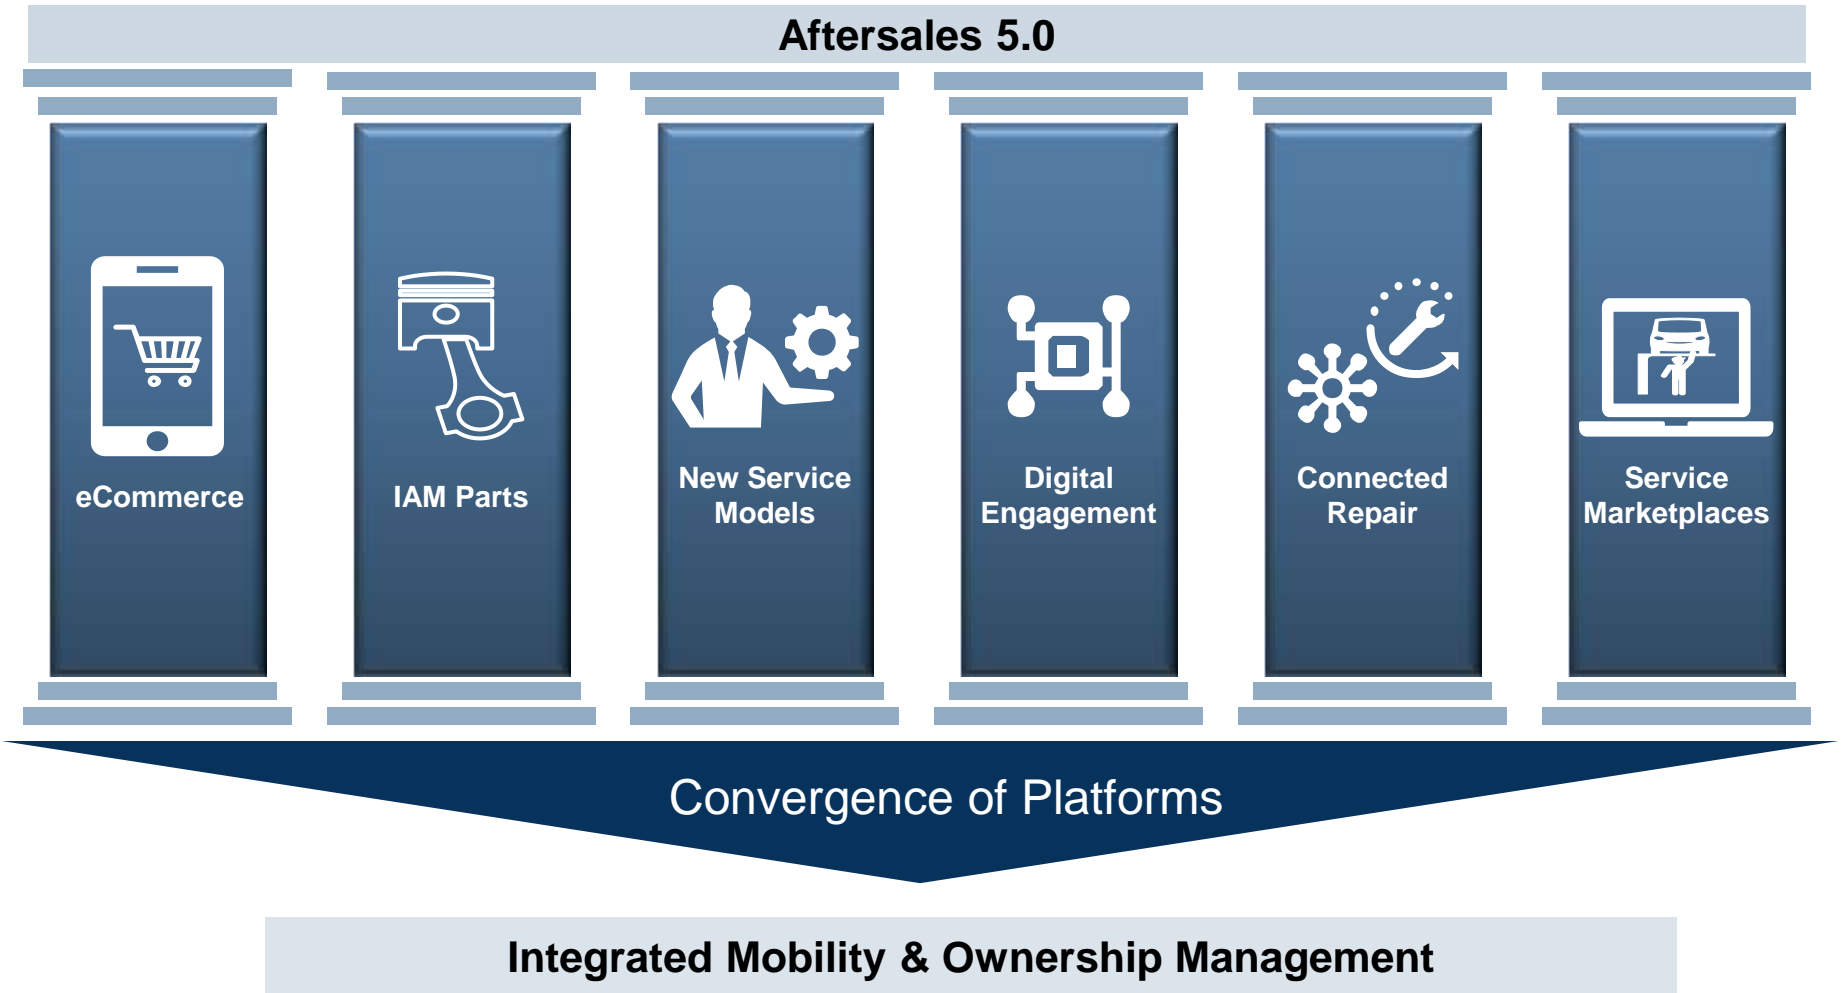 Aftersales 5.0
eCommerce
IAM Parts
New Service
Models
Digital
Engagement
Connected
Repair
Service
Marketplaces
Convergence of Platforms
Integrated Mobility & Ownership Management